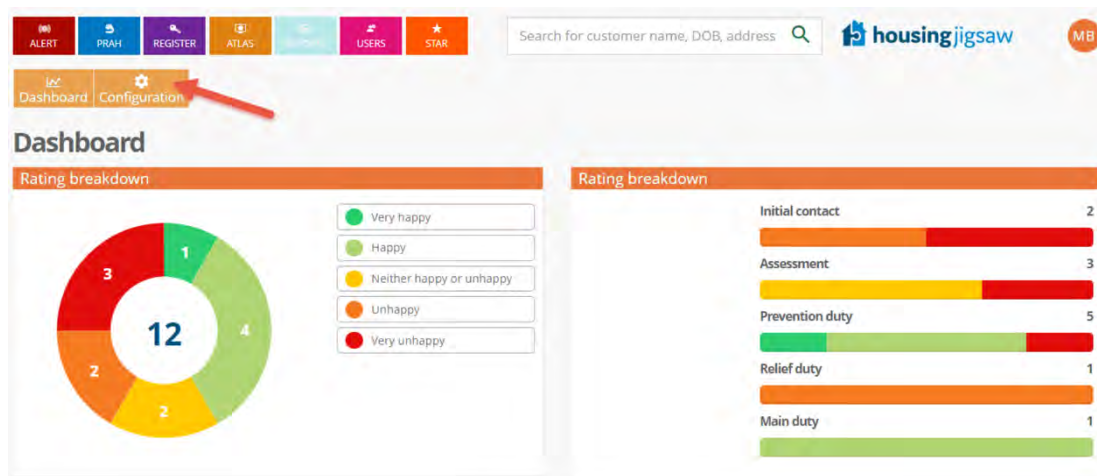 ALERT PRAH REGISTER ATLAS USERS STAR
Search for customer name, DOB, address
housingjigsaw
MB
Dashboard Configuration
Dashboard
Rating breakdown
1
4
2
2
3
12
Very happy
Happy
Neither happy or unhappy
Unhappy
Very unhappy
Rating breakdown
Initial contact 2
Assessment 3
Prevention duty 5
Relief duty 1
Main duty 1